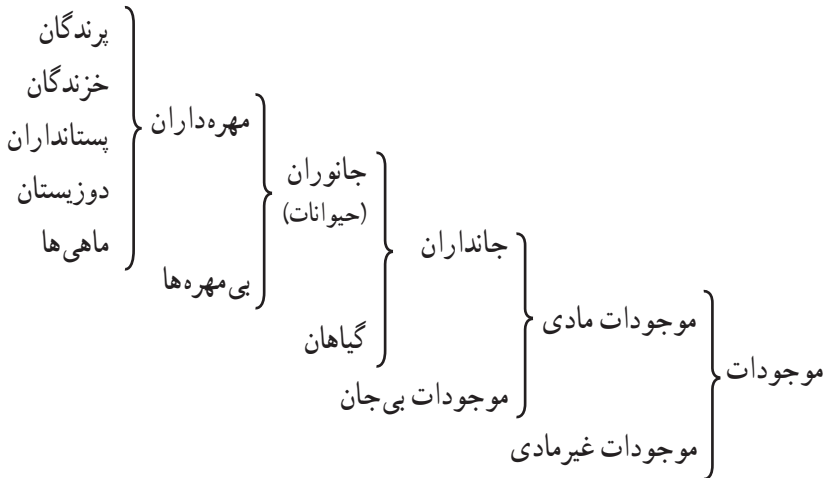 موجودات
موجودات مادی
موجودات غیرمادی
جانداران
موجودات بی‌جان
جانوران
(حیوانات)
گیاهان
مهره‌داران
بی‌مهره‌ها
پرندگان
خزندگان
پستانداران
دوزیستان
ماهی‌ها